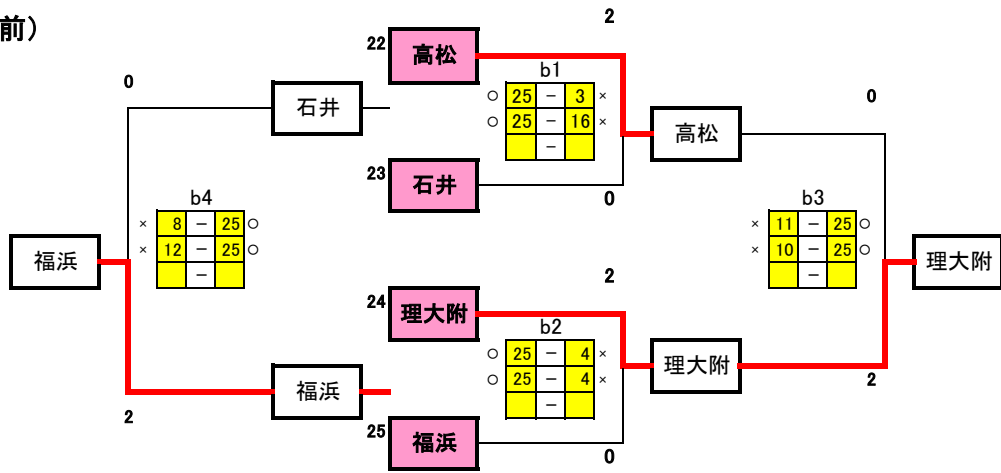 前）
2
22
高松
b1
0
石井
○ 25 － 3 ×
0
○ 25 － 16 ×
高松
－
23
石井
0
b4
b3
× 8 － 25 ○
× 11 － 25 ○
× 12 － 25 ○
× 10 － 25 ○
福浜
－
－
理大附
2
24
理大附
b2
○ 25 － 4 ×
理大附
○ 25 － 4 ×
2
福浜
－
2
25
福浜
0